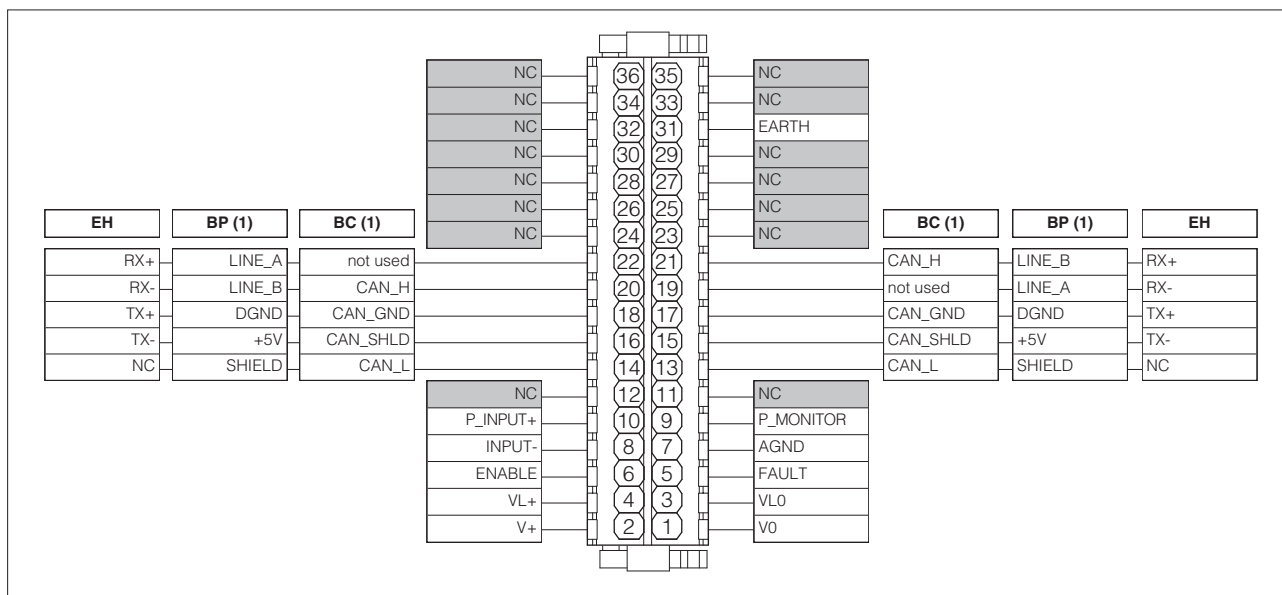 NC 36 35 NC
NC 34 33 NC
NC 32 31 EARTH
NC 30 29 NC
NC 28 27 NC
NC 26 25 NC
NC 24 23 NC
EH BP (1) BC (1) BC (1) BP (1) EH
RX+ LINE_A not used 22 21 CAN_H LINE_B RX+
RX- LINE_B CAN_H 20 19 not used LINE_A RX-
TX+ DGND CAN_GND 18 17 CAN_GND DGND TX+
TX- +5V CAN_SHLD 16 15 CAN_SHLD +5V TX-
NC SHIELD CAN_L 14 13 CAN_L SHIELD NC
NC 12 11 NC
P_INPUT+ 10 9 P_MONITOR
INPUT- 8 7 AGND
ENABLE 6 5 FAULT
VL+ 4 3 VL0
V+ 2 1 V0